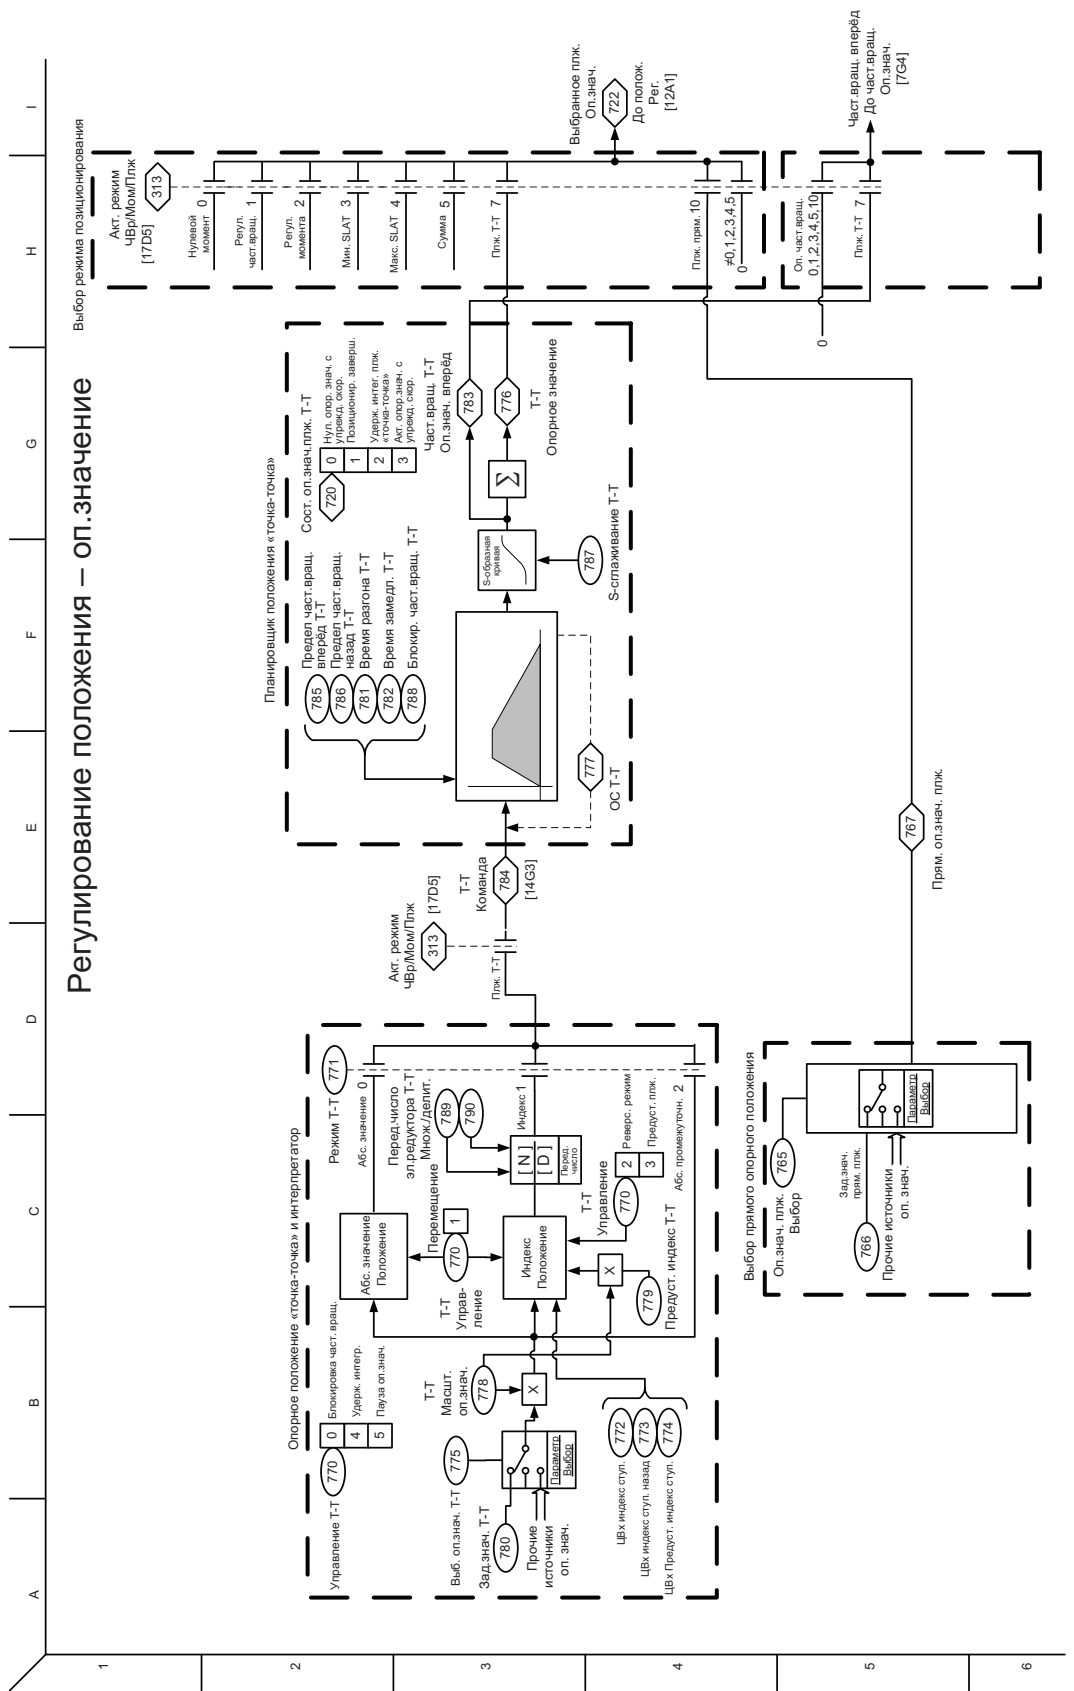 Регулирование положения – оп.значение
A
B
C
D
E
F
G
H
I
1
2
3
4
5
6
Опорное положение «точка-точка» и интерпретатор
Управление Т-Т
770
0
4
5
Блокировка част. вращ.
Удерж. интегр.
Пауза оп.знач.
Режим Т-Т
771
Абс. значение 0
Абс. значение
Положение
Перемещение
770
1
Т-Т
Управ-
ление
Перед.число
эл.редуктора Т-Т
Множ./делит.
789
790
Индекс 1
[ N ]
[ D ]
Перед.
число
Индекс
Положение
Т-Т
Управление
770
2
3
Реверс. режим
Предуст. плж.
Абс. промежуточн. 2
X
779
Предуст. индекс Т-Т
Т-Т
Масшт.
оп.знач.
778
X
Выб. оп.знач. Т-Т
775
Зад.знач. Т-Т
780
Прочие
источники
оп. знач.
Параметр
Выбор
772
773
774
ЦВх индекс ступ.
ЦВх индекс ступ. назад
ЦВх Предуст. индекс ступ.
Акт. режим
ЧВр/Мом/Плж
313
[17D5]
Плж. Т-Т
Т-Т
Команда
784
[14G3]
Планировщик положения «точка-точка»
785
786
781
782
788
Предел част.вращ.
вперёд Т-Т
Предел част.вращ.
назад Т-Т
Время разгона Т-Т
Время замедл. Т-Т
Блокир. част.вращ. Т-Т
777
ОС Т-Т
S-образная
кривая
787
S-сглаживание Т-Т
Сост. оп.знач.плж. Т-Т
720
0
1
2
3
Нул. опор. знач. с
упрежд. скор.
Позиционир. заверш.
Удерж. интег. плж.
«точка-точка»
Акт. опор.знач. с
упрежд. скор.
Част.вращ. Т-Т
Оп.знач. вперёд
783
Σ
776
Т-Т
Опорное значение
Выбор режима позиционирования
Акт. режим
ЧВр/Мом/Плж
[17D5]
313
Нулевой
момент
0
Регул.
част.вращ.
1
Регул.
момента
2
Мин. SLAT 3
Макс. SLAT 4
Сумма 5
Плж. Т-Т 7
Плж. прям. 10
≠0,1,2,3,4,5
0
Выбранное плж.
Оп.знач.
722
До полож.
Рег.
[12A1]
Оп. част.вращ.
0,1,2,3,4,5,10
0
Плж. Т-Т 7
Част.вращ. вперёд
До част.вращ.
Оп.знач.
[7G4]
Выбор прямого опорного положения
Оп.знач. плж.
Выбор
765
Зад.знач.
прям. плж.
766
Прочие источники
оп. знач.
Параметр
Выбор
767
Прям. оп.знач. плж.